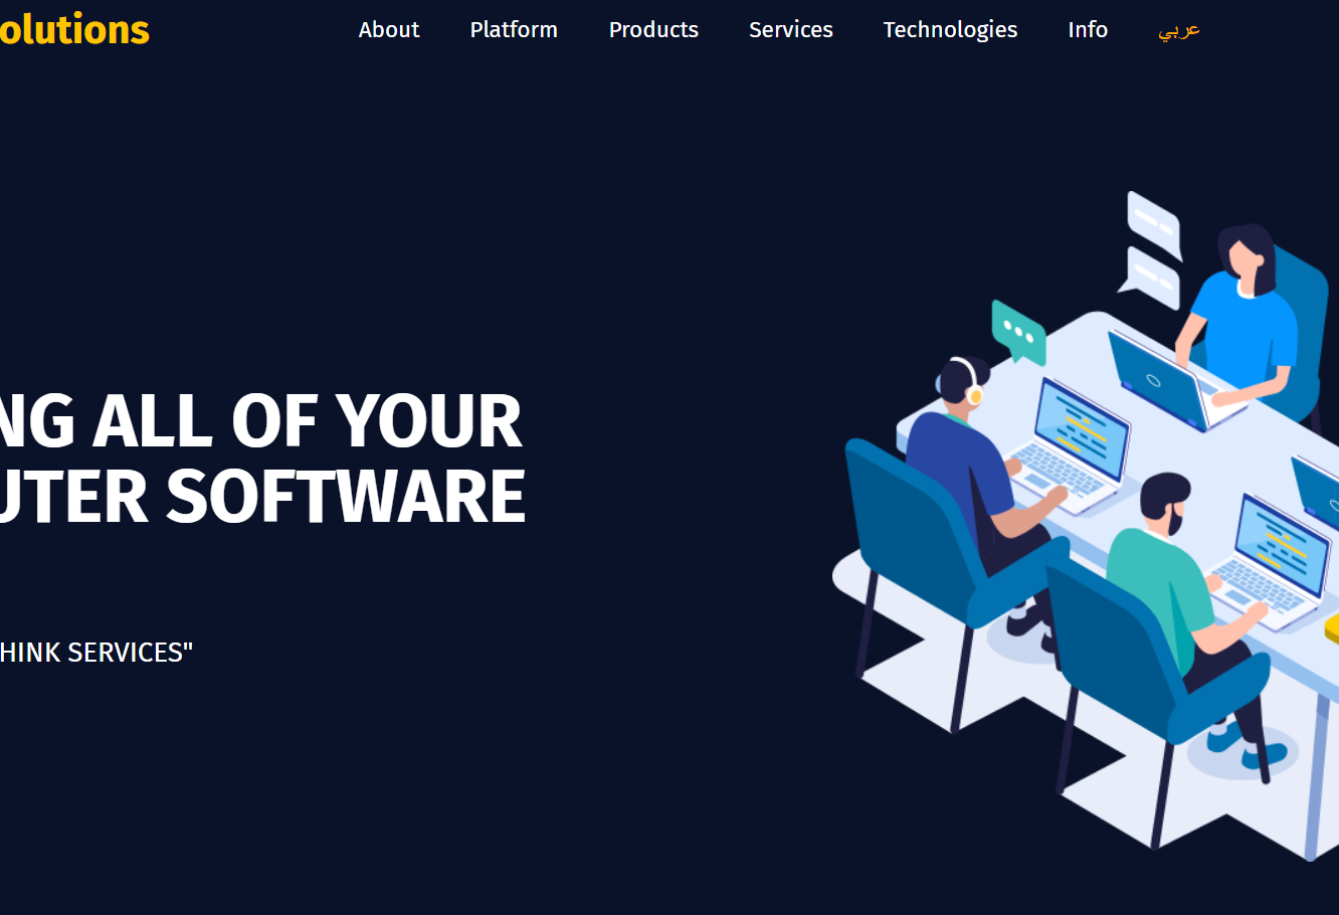 olutions
About Platform Products Services Technologies Info عربي
NG ALL OF YOUR
UTER SOFTWARE
HINK SERVICES"